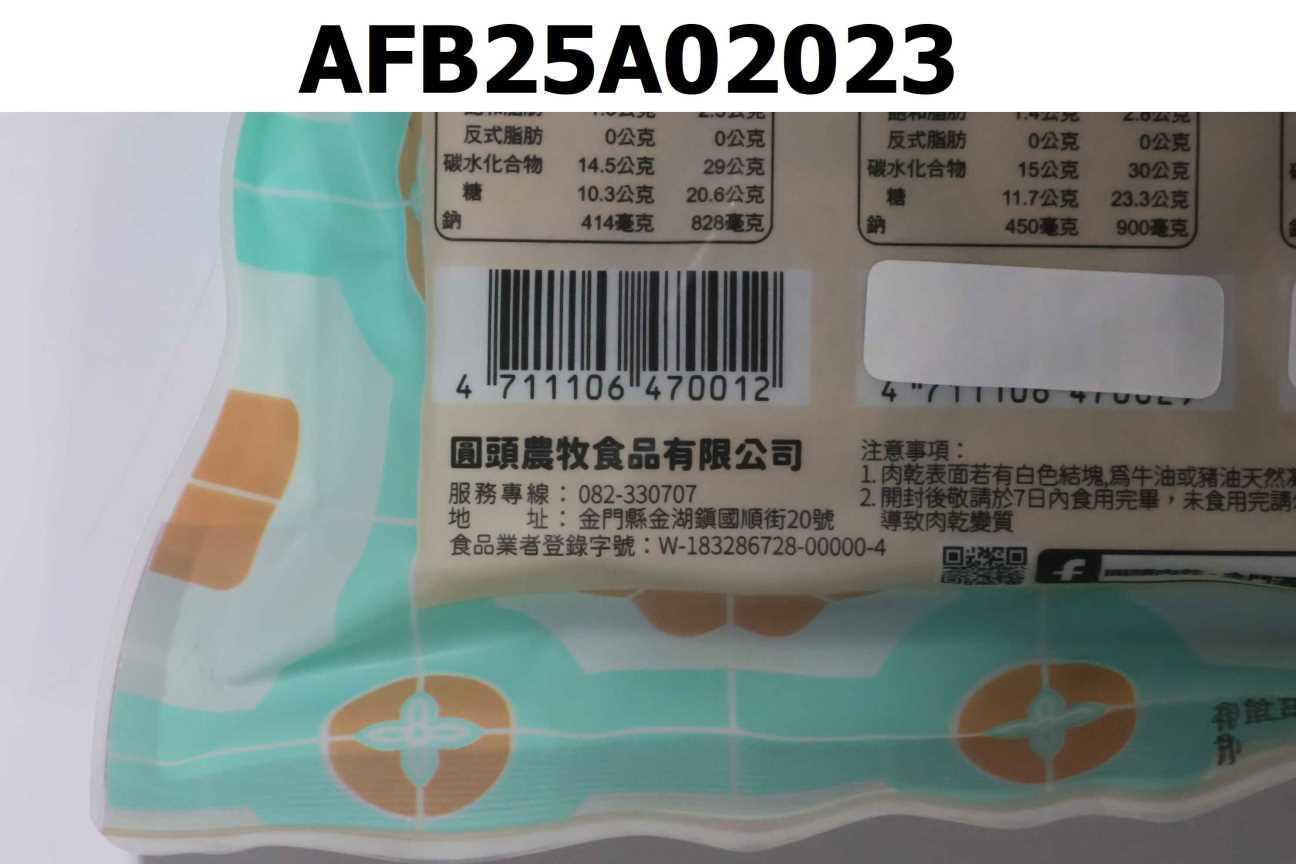 AFB25A02023
反式脂肪 0公克 0公克
碳水化合物 14.5公克 29公克
糖 10.3公克 20.6公克
鈉 414毫克 828毫克
反式脂肪 0公克 0公克
碳水化合物 15公克 30公克
糖 11.7公克 23.3公克
鈉 450毫克 900毫克
4 711106 470012
圓頭農牧食品有限公司
服務專線：082-330707
地址：金門縣金湖鎮國順街20號
食品業者登錄字號：W-183286728-00000-4
注意事項：
1.肉乾表面若有白色結塊,爲牛油或豬油天然
2.開封後敬請於7日內食用完畢，未食用完請
導致肉乾變質
f